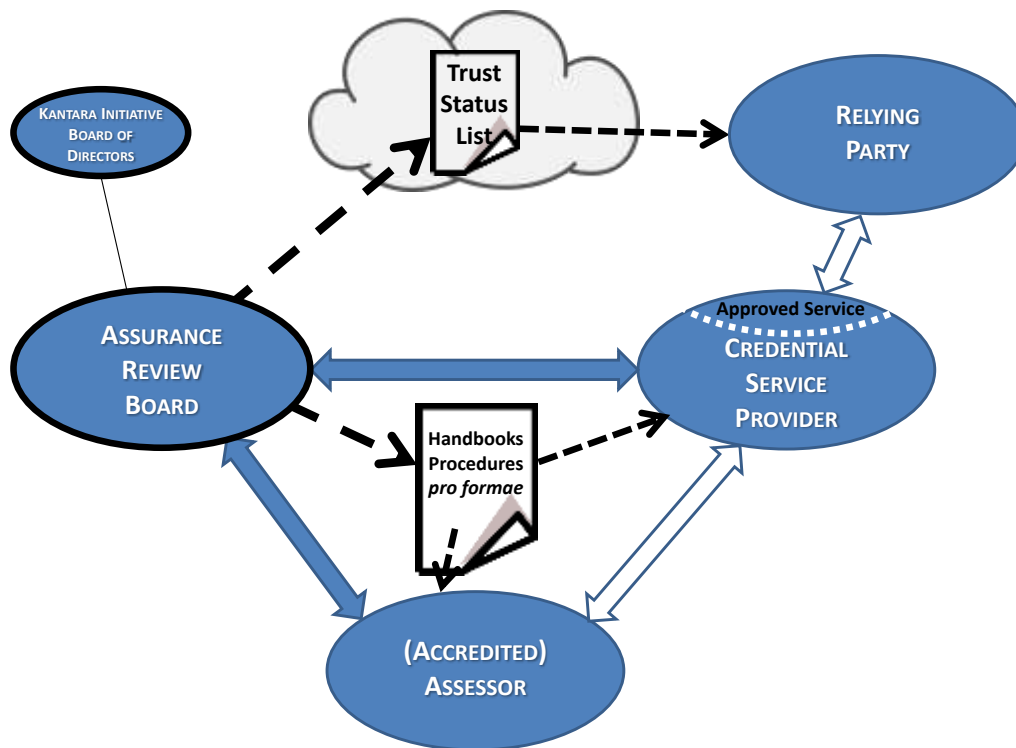 Trust
Status
List
KANTARA INITIATIVE
BOARD OF
DIRECTORS
RELYING
PARTY
ASSURANCE
REVIEW
BOARD
Approved Service
CREDENTIAL
SERVICE
PROVIDER
Handbooks
Procedures
pro formae
(ACCREDITED)
ASSESSOR